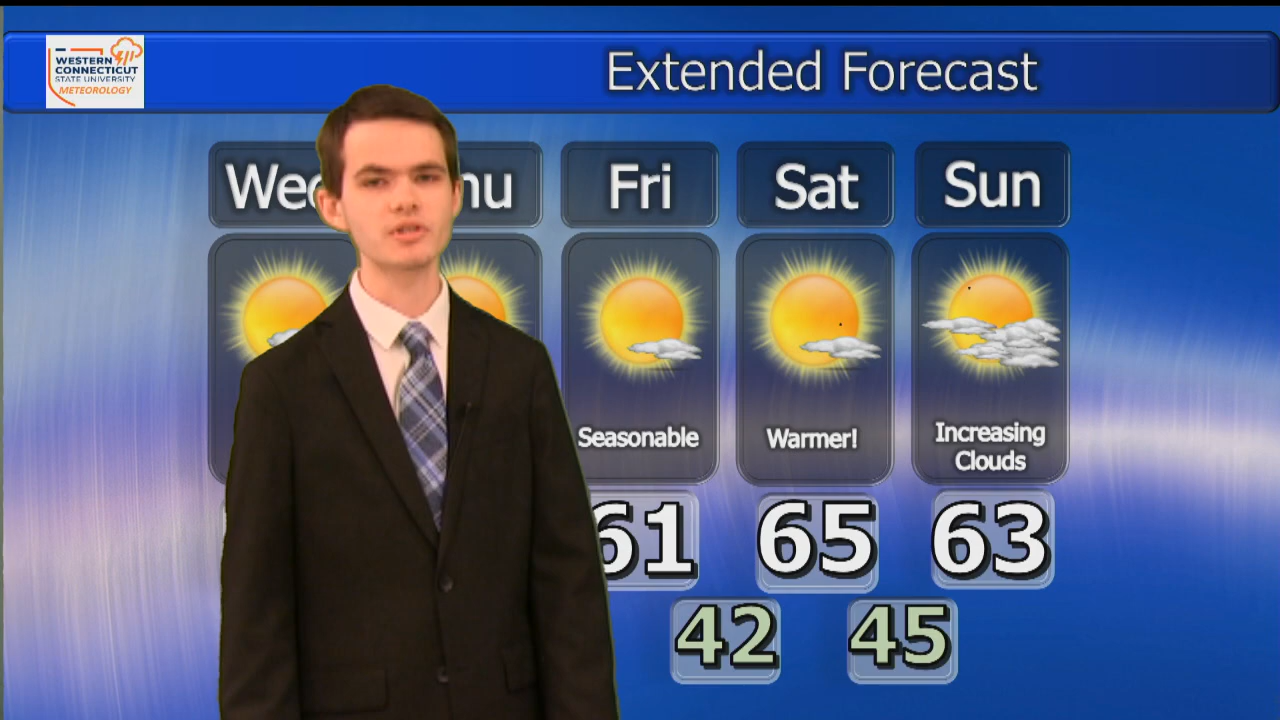 WESTERN
CONNECTICUT
STATE UNIVERSITY
METEOROLOGY
Extended Forecast
Fri
Sat
Sun
Seasonable
Warmer!
Increasing
Clouds
61
65
63
42
45